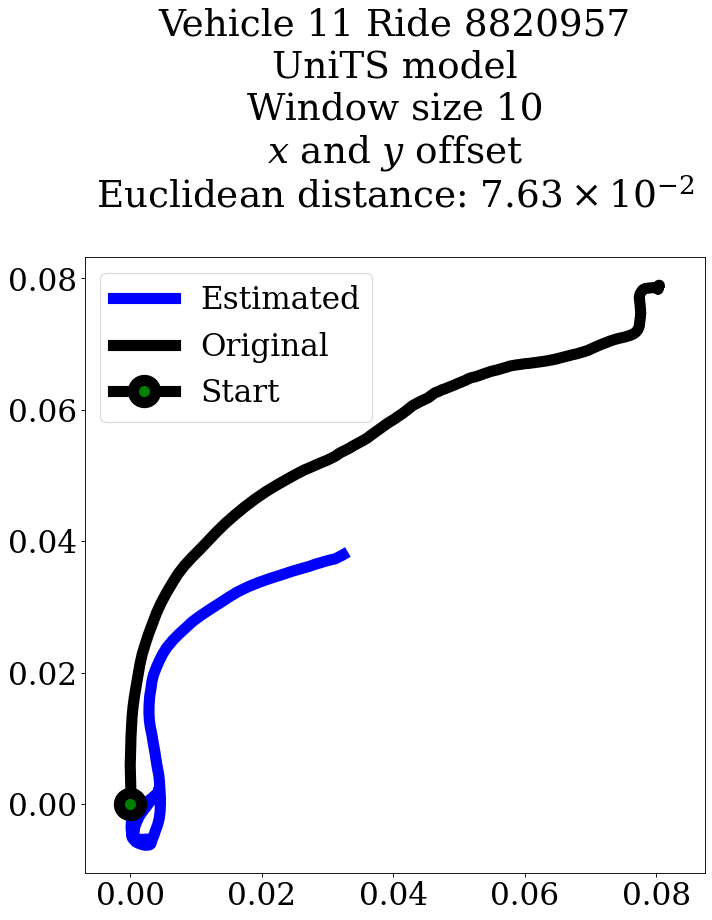 Vehicle 11 Ride 8820957
UniTS model
Window size 10
x and y offset
Euclidean distance: 7.63 × 10⁻²
Estimated
Original
Start
0.08
0.06
0.04
0.02
0.00
0.00 0.02 0.04 0.06 0.08